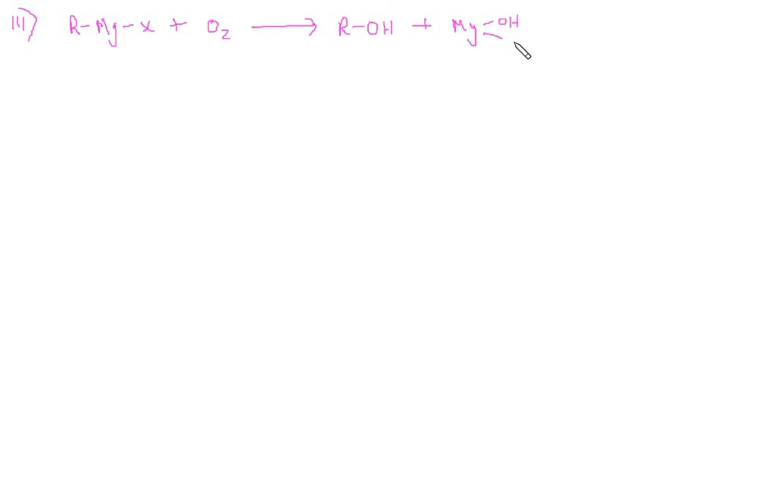 III) R-Mg-X + O2 ⟶ R-OH + Mg-OH